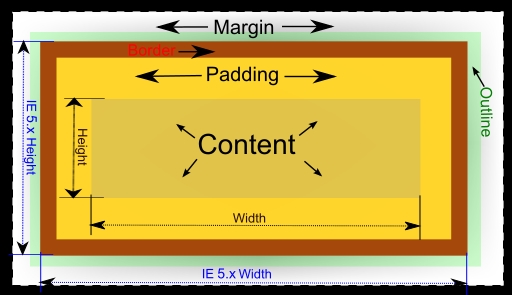 Margin
Border
Padding
Outline
IE 5.x Height
Height
Content
Width
IE 5.x Width